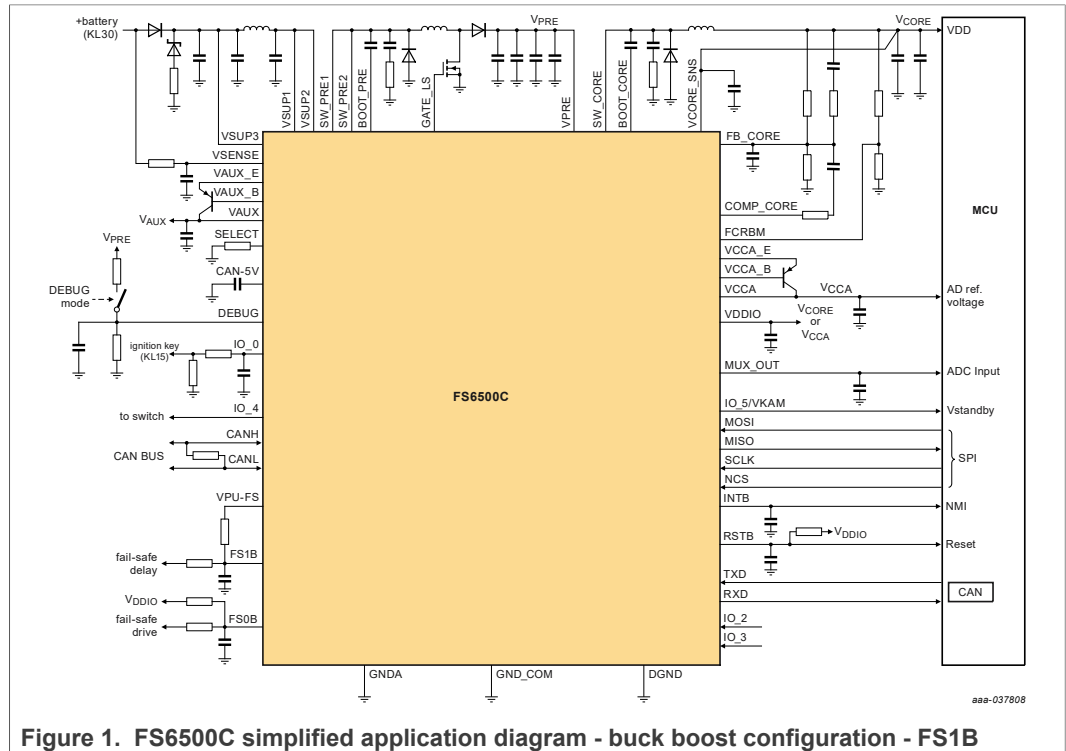 +battery
(KL30)
VPRE
VCORE
VDD
VSUP1
VSUP2
SW_PRE1
SW_PRE2
BOOT_PRE
GATE_LS
VPRE
SW_CORE
BOOT_CORE
VCORE_SNS
VSUP3
VSENSE
VAUX_E
VAUX_B
VAUX
VAUX
SELECT
VPRE
CAN-5V
DEBUG
mode
DEBUG
ignition key
(KL15)
IO_0
to switch
IO_4
CANH
CAN BUS
CANL
VPU-FS
fail-safe
delay
FS1B
VDDIO
fail-safe
drive
FS0B
FS6500C
GNDA
GND_COM
DGND
FB_CORE
COMP_CORE
FCRBM
VCCA_E
VCCA_B
VCCA
VCCA
VDDIO
VCORE
or
VCCA
MUX_OUT
IO_5/VKAM
MOSI
MISO
SCLK
NCS
INTB
RSTB
VDDIO
TXD
RXD
IO_2
IO_3
MCU
AD ref.
voltage
ADC Input
Vstandby
SPI
NMI
Reset
CAN
aaa-037808
Figure 1. FS6500C simplified application diagram - buck boost configuration - FS1B